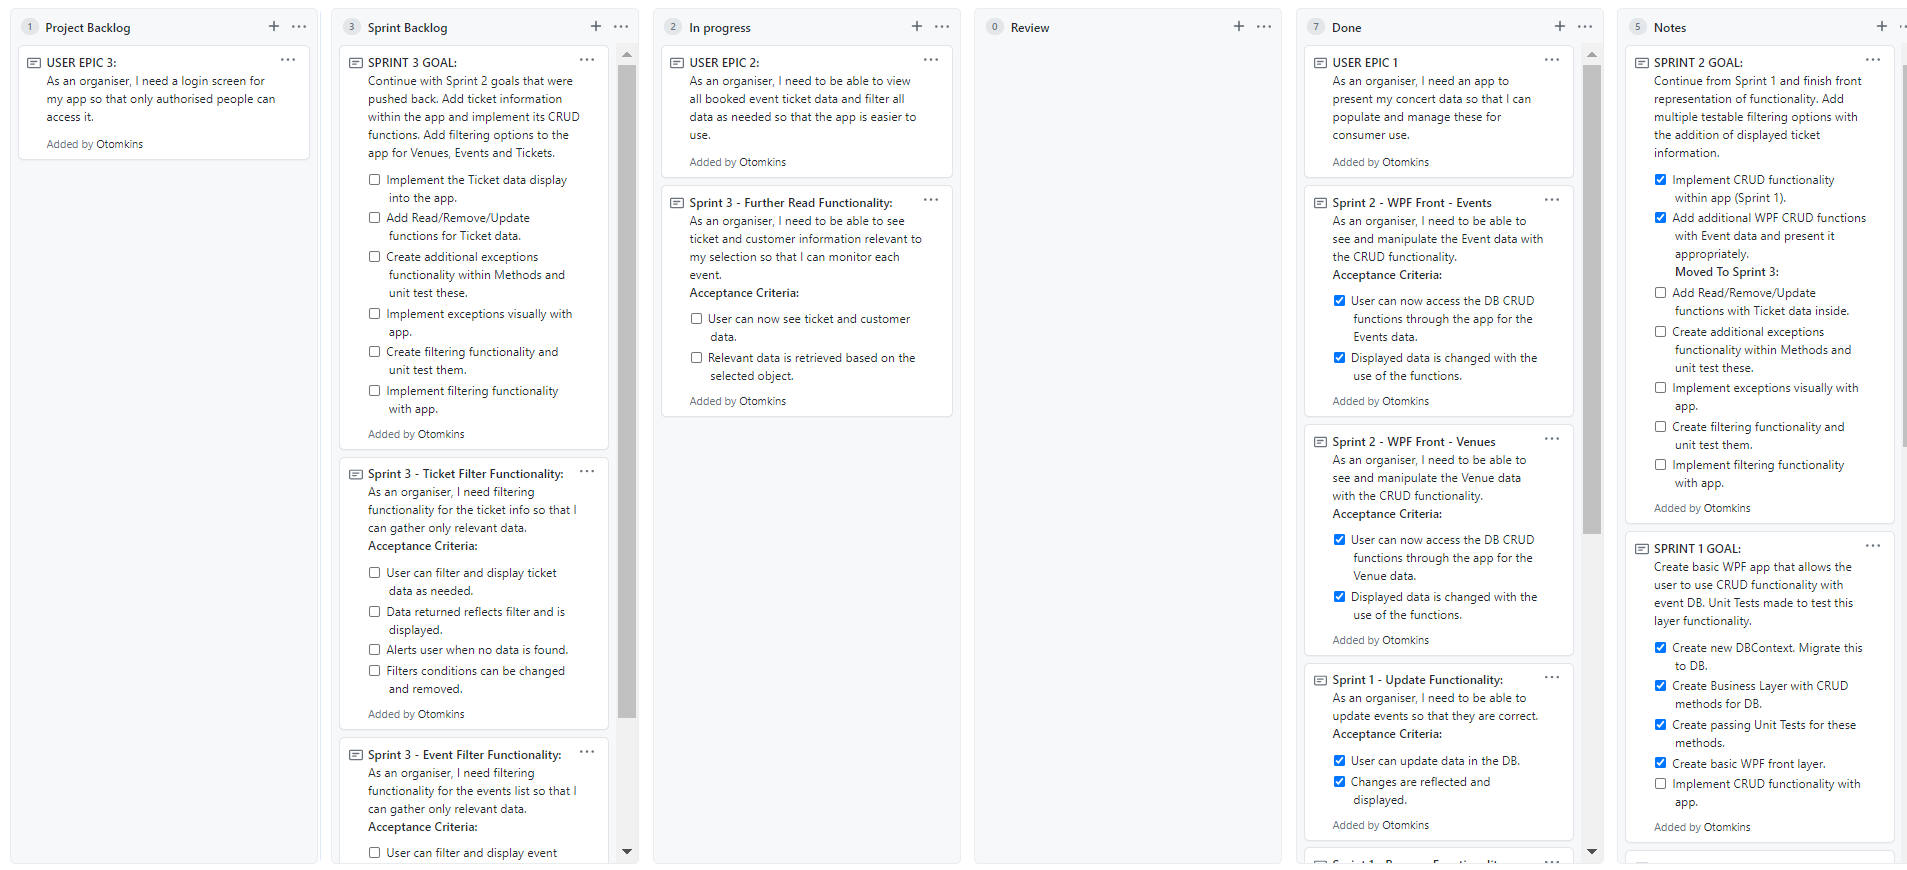 1 Project Backlog
USER EPIC 3:
As an organiser, I need a login screen for
my app so that only authorised people can
access it.
Added by Otomkins
3 Sprint Backlog
SPRINT 3 GOAL:
Continue with Sprint 2 goals that were
pushed back. Add ticket information
within the app and implement its CRUD
functions. Add filtering options to the
app for Venues, Events and Tickets.
Implement the Ticket data display
into the app.
Add Read/Remove/Update
functions for Ticket data.
Create additional exceptions
functionality within Methods and
unit test these.
Implement exceptions visually with
app.
Create filtering functionality and
unit test them.
Implement filtering functionality
with app.
Added by Otomkins
Sprint 3 - Ticket Filter Functionality:
As an organiser, I need filtering
functionality for the ticket info so that I
can gather only relevant data.
Acceptance Criteria:
User can filter and display ticket
data as needed.
Data returned reflects filter and is
displayed.
Alerts user when no data is found.
Filters conditions can be changed
and removed.
Added by Otomkins
Sprint 3 - Event Filter Functionality:
As an organiser, I need filtering
functionality for the events list so that I
can gather only relevant data.
Acceptance Criteria:
User can filter and display event
2 In progress
USER EPIC 2:
As an organiser, I need to be able to view
all booked event ticket data and filter all
data as needed so that the app is easier to
use.
Added by Otomkins
Sprint 3 - Further Read Functionality:
As an organiser, I need to be able to see
ticket and customer information relevant to
my selection so that I can monitor each
event.
Acceptance Criteria:
User can now see ticket and customer
data.
Relevant data is retrieved based on the
selected object.
Added by Otomkins
0 Review
7 Done
USER EPIC 1
As an organiser, I need an app to
present my concert data so that I can
populate and manage these for
consumer use.
Added by Otomkins
Sprint 2 - WPF Front - Events
As an organiser, I need to be able to
see and manipulate the Event data with
the CRUD functionality.
Acceptance Criteria:
User can now access the DB CRUD
functions through the app for the
Events data.
Displayed data is changed with the
use of the functions.
Added by Otomkins
Sprint 2 - WPF Front - Venues
As an organiser, I need to be able to
see and manipulate the Venue data
with the CRUD functionality.
Acceptance Criteria:
User can now access the DB CRUD
functions through the app for the
Venue data.
Displayed data is changed with the
use of the functions.
Added by Otomkins
Sprint 1 - Update Functionality:
As an organiser, I need to be able to
update events so that they are correct.
Acceptance Criteria:
User can update data in the DB.
Changes are reflected and
displayed.
Added by Otomkins
5 Notes
SPRINT 2 GOAL:
Continue from Sprint 1 and finish front
representation of functionality. Add
multiple testable filtering options with
the addition of displayed ticket
information.
Implement CRUD functionality
within app (Sprint 1).
Add additional WPF CRUD functions
with Event data and present it
appropriately.
Moved To Sprint 3:
Add Read/Remove/Update
functions with Ticket data inside.
Create additional exceptions
functionality within Methods and
unit test these.
Implement exceptions visually with
app.
Create filtering functionality and
unit test them.
Implement filtering functionality
with app.
Added by Otomkins
SPRINT 1 GOAL:
Create basic WPF app that allows the
user to use CRUD functionality with
event DB. Unit Tests made to test this
layer functionality.
Create new DBContext. Migrate this
to DB.
Create Business Layer with CRUD
methods for DB.
Create passing Unit Tests for these
methods.
Create basic WPF front layer.
Implement CRUD functionality with
app.
Added by Otomkins